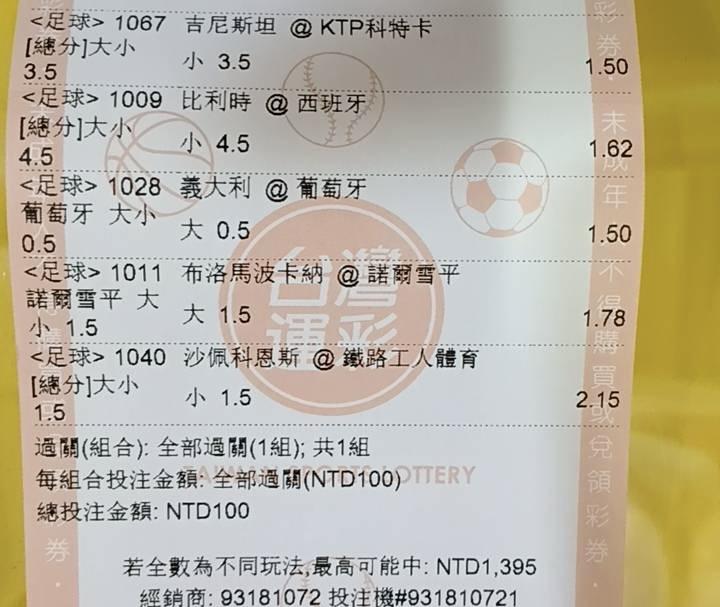 <足球> 1067 吉尼斯坦 @ KTP科特卡
[總分]大小
3.5 小 3.5 1.50
<足球> 1009 比利時 @ 西班牙
[總分]大小
4.5 小 4.5 1.62
<足球> 1028 義大利 @ 葡萄牙
葡萄牙 大小
0.5 大 0.5 1.50
<足球> 1011 布洛馬波卡納 @ 諾爾雪平
諾爾雪平 大
小 1.5 大 1.5 1.78
<足球> 1040 沙佩科恩斯 @ 鐵路工人體育
[總分]大小
1.5 小 1.5 2.15
過關(組合): 全部過關(1組); 共1組
每組合投注金額: 全部過關(NTD100)
總投注金額: NTD100
若全數為不同玩法,最高可能中: NTD1,395
經銷商: 93181072 投注機#931810721
台灣
運彩
TAIWAN SPORTS LOTTERY
彩券．未成年不得購買或兌領彩券．